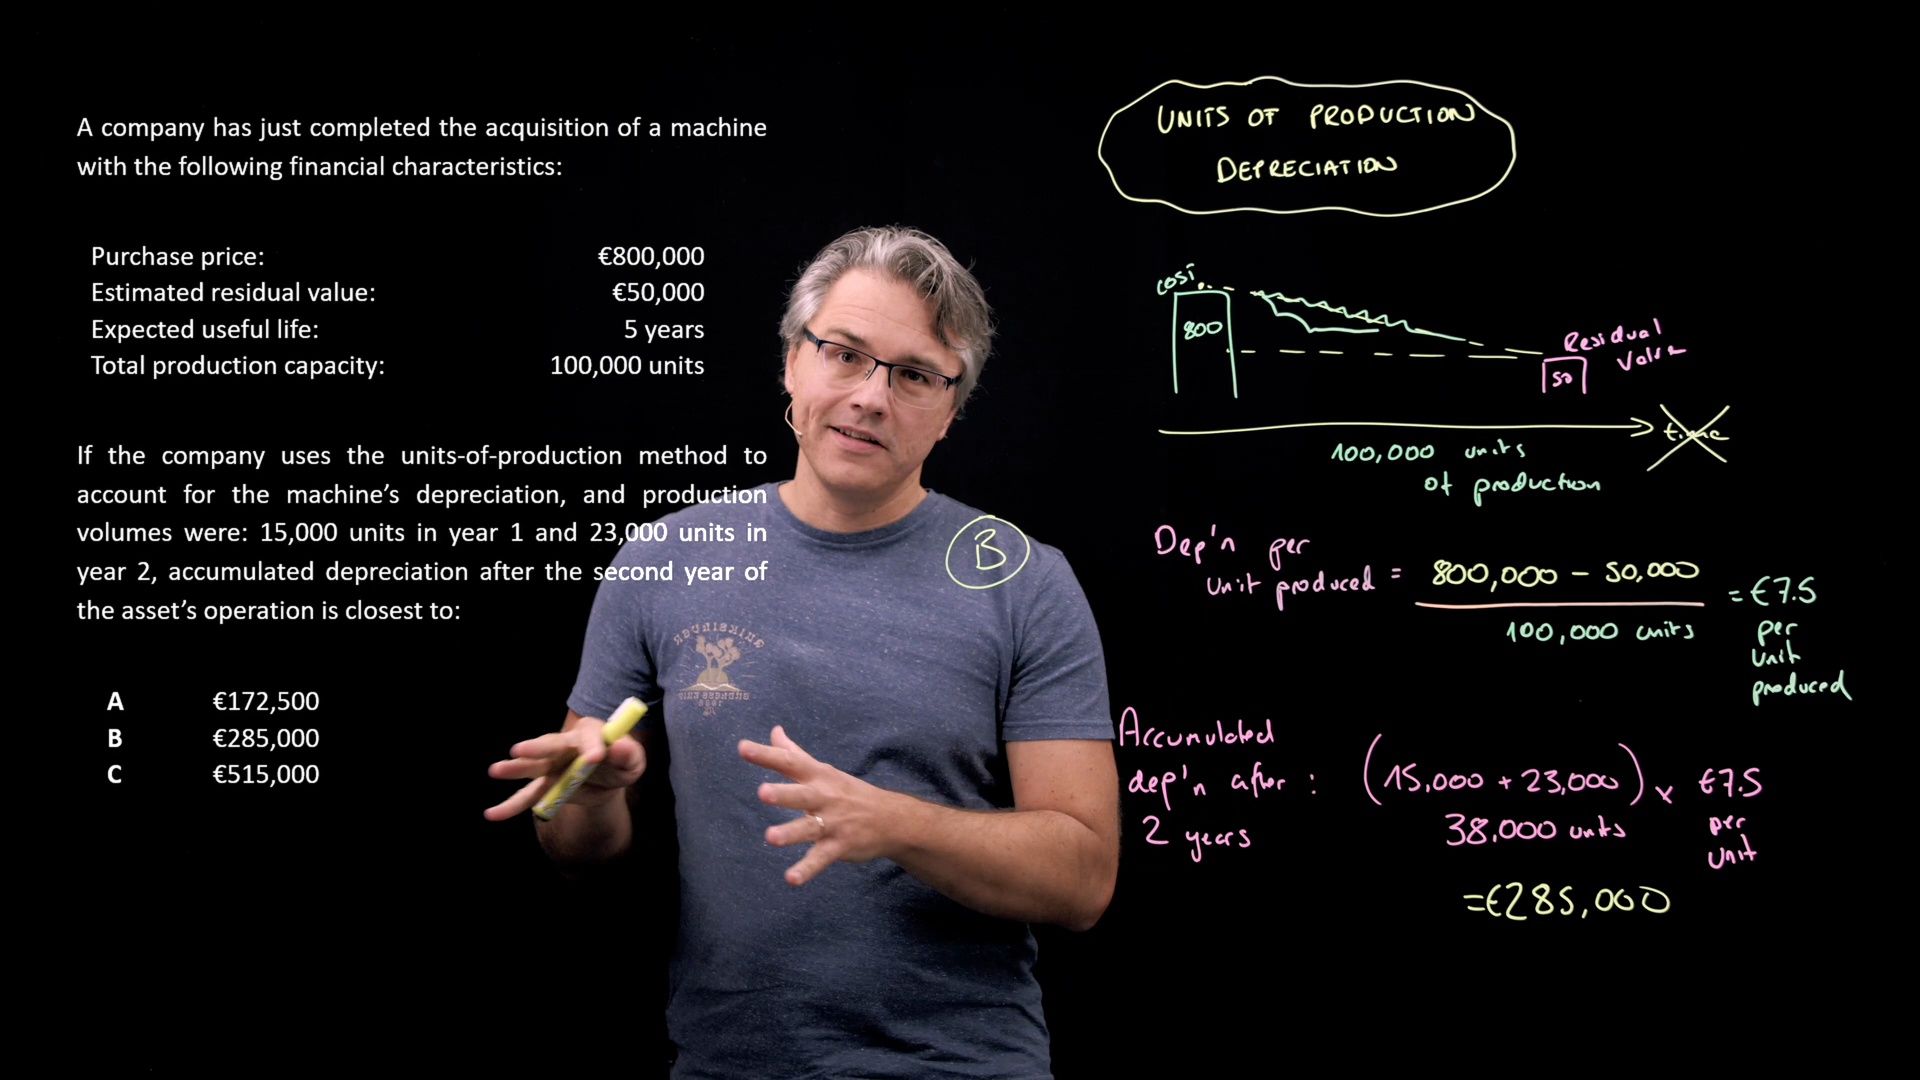 A company has just completed the acquisition of a machine
with the following financial characteristics:
Purchase price: €800,000
Estimated residual value: €50,000
Expected useful life: 5 years
Total production capacity: 100,000 units
If the company uses the units-of-production method to
account for the machine's depreciation, and production
volumes were: 15,000 units in year 1 and 23,000 units in
year 2, accumulated depreciation after the second year of
the asset's operation is closest to:
A €172,500
B €285,000
C €515,000
B
QUIKSILVER
UNITS OF PRODUCTION
DEPRECIATION
COST
800
Residual
Value
50
time
100,000 units
of production
Dep'n per
Unit produced = 800,000 - 50,000
100,000 units
= €7.5
per
Unit
produced
Accumulated
dep'n after :
2 years
(15,000 + 23,000) x €7.5
38,000 units
per
Unit
=€285,000